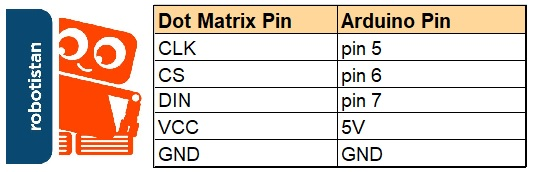 robotistan
Dot Matrix Pin Arduino Pin
CLK pin 5
CS pin 6
DIN pin 7
VCC 5V
GND GND